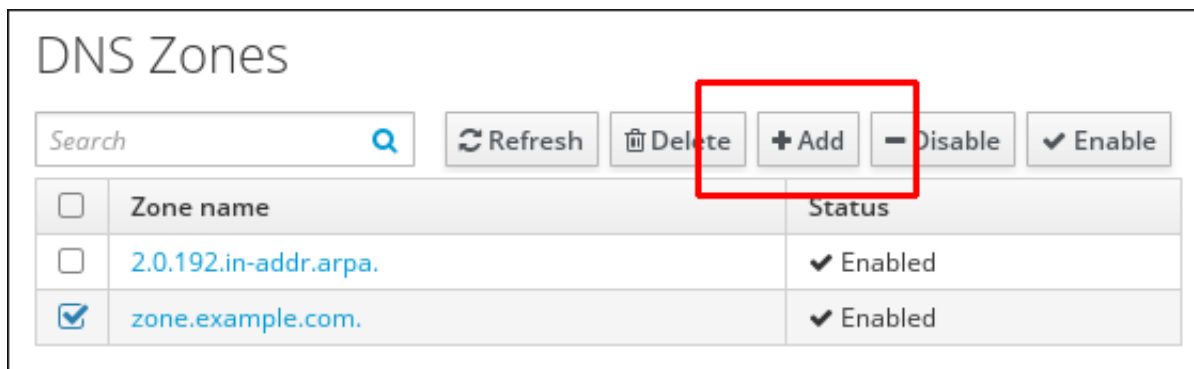 DNS Zones
Search Refresh Delete Add Disable Enable
Zone name Status
2.0.192.in-addr.arpa. Enabled
zone.example.com. Enabled